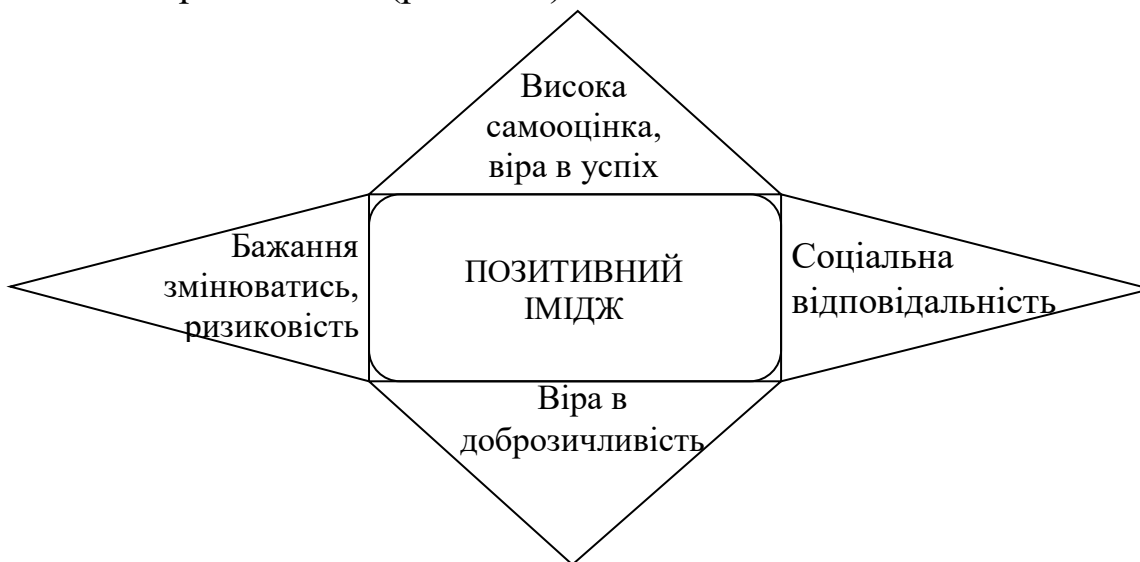 Висока
самооцінка,
віра в успіх
Бажання
змінюватись,
ризиковість
ПОЗИТИВНИЙ
ІМІДЖ
Соціальна
відповідальність
Віра в
доброзичливість